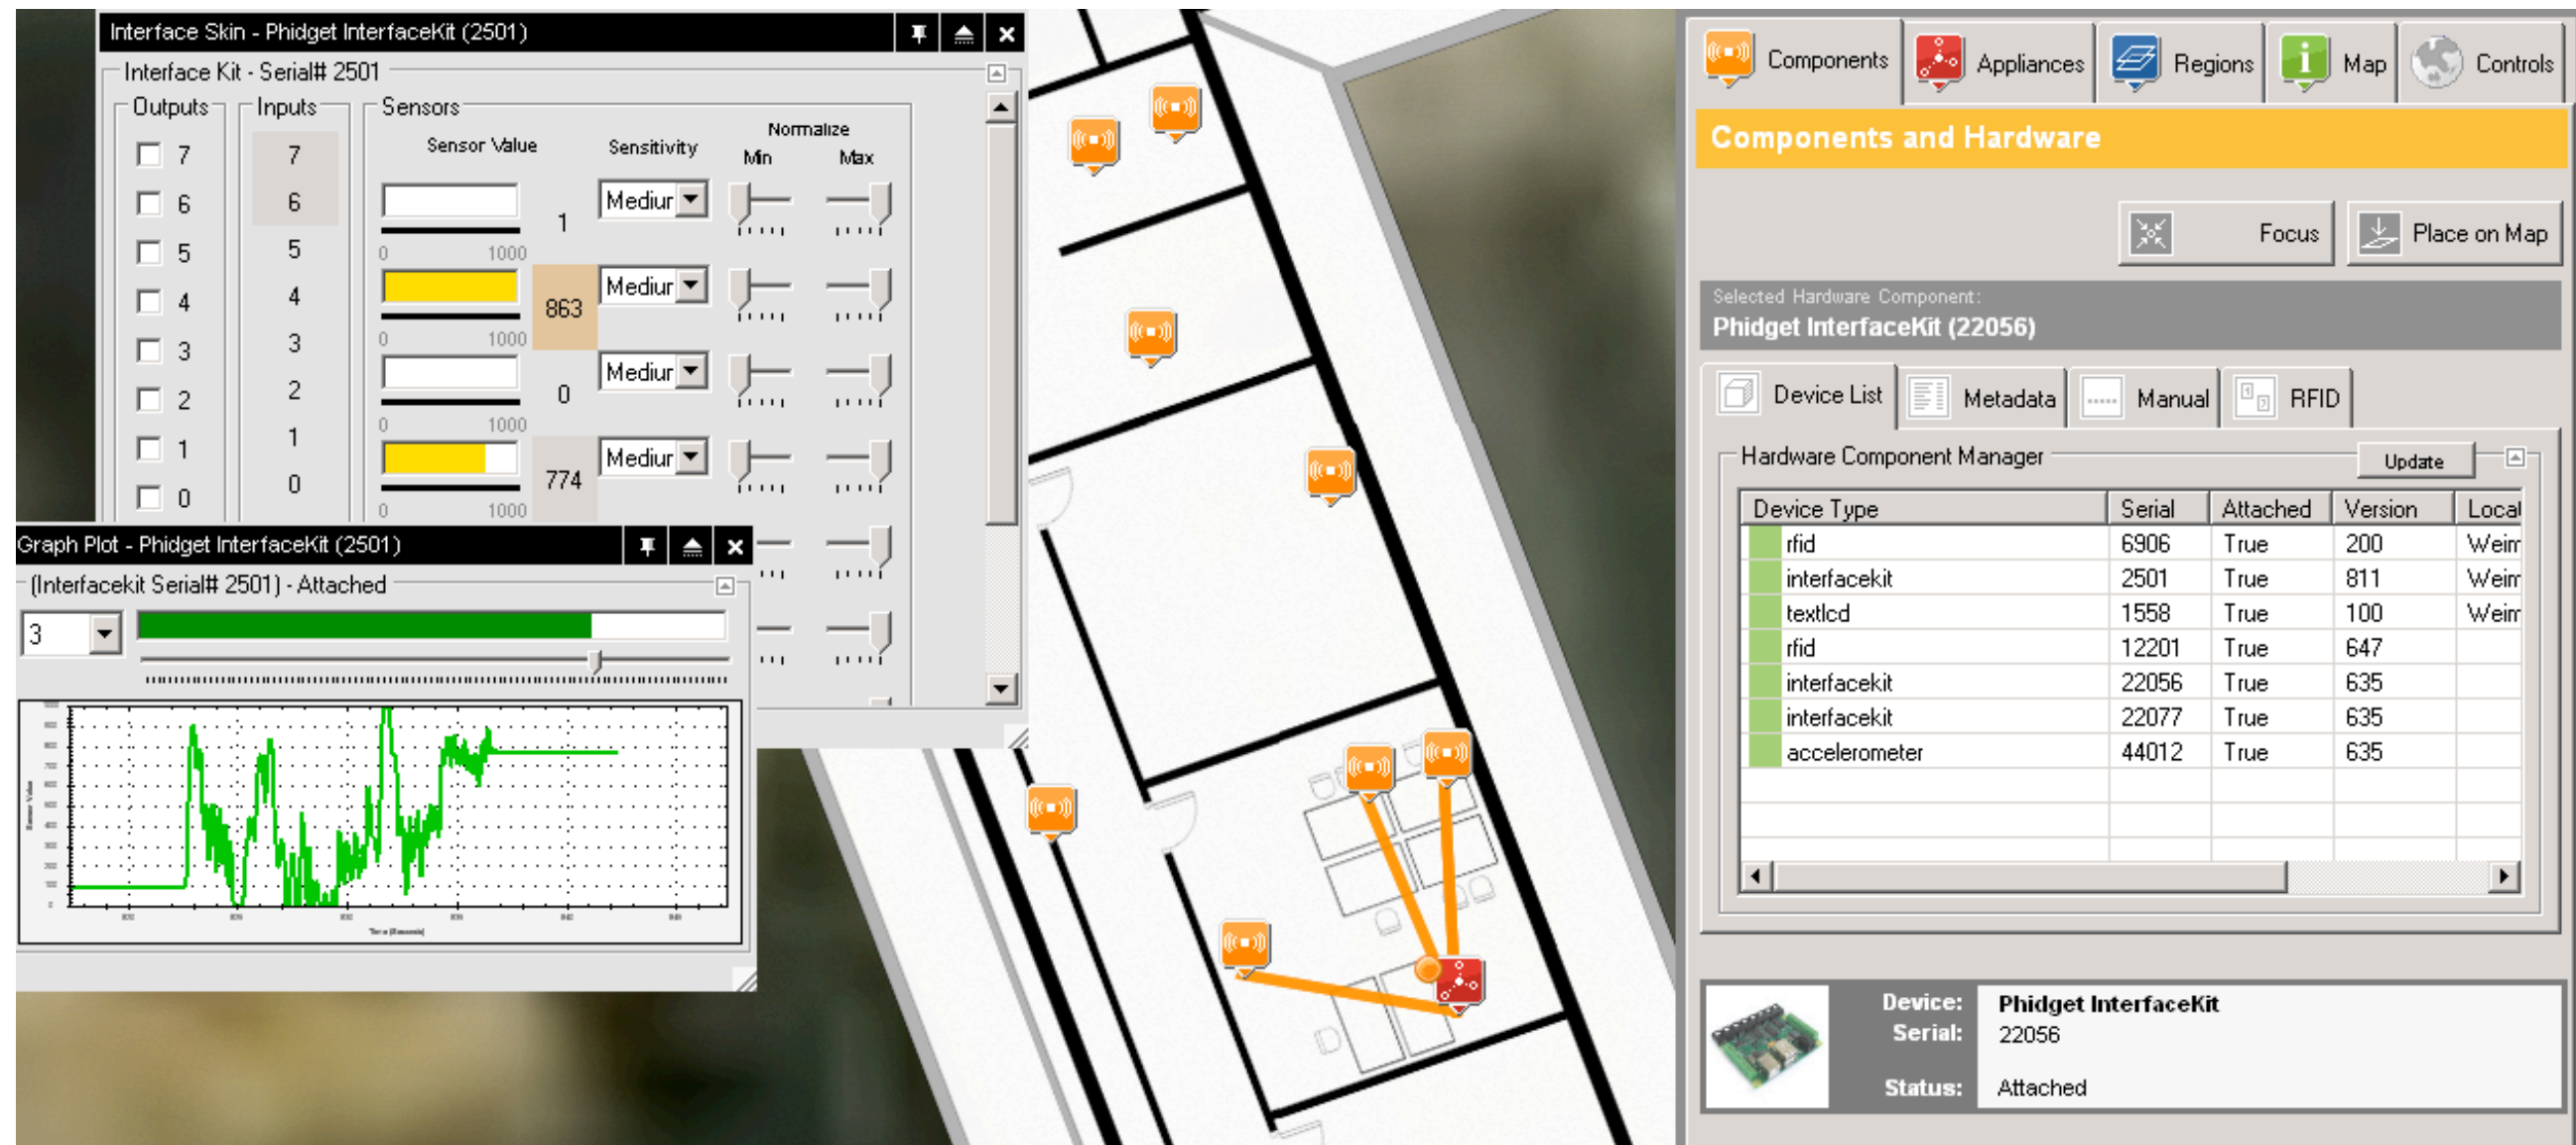 Interface Skin - Phidget InterfaceKit (2501)
Interface Kit - Serial# 2501
Outputs
7
6
5
4
3
2
1
0
Inputs
7
6
5
4
3
2
1
0
Sensors
Sensor Value
Sensitivity
Normalize
Min Max
1
Mediur
0 1000
863
Mediur
0 1000
0
Mediur
0 1000
774
Mediur
0 1000
Graph Plot - Phidget InterfaceKit (2501)
(Interfacekit Serial# 2501) - Attached
3
Sensor Value
Time (Seconds)
Components
Appliances
Regions
Map
Controls
Components and Hardware
Focus
Place on Map
Selected Hardware Component:
Phidget InterfaceKit (22056)
Device List
Metadata
Manual
RFID
Hardware Component Manager
Update
Device Type Serial Attached Version Local
rfid 6906 True 200 Weim
interfacekit 2501 True 811 Weim
textlcd 1558 True 100 Weim
rfid 12201 True 647
interfacekit 22056 True 635
interfacekit 22077 True 635
accelerometer 44012 True 635
Device: Phidget InterfaceKit
Serial: 22056
Status: Attached